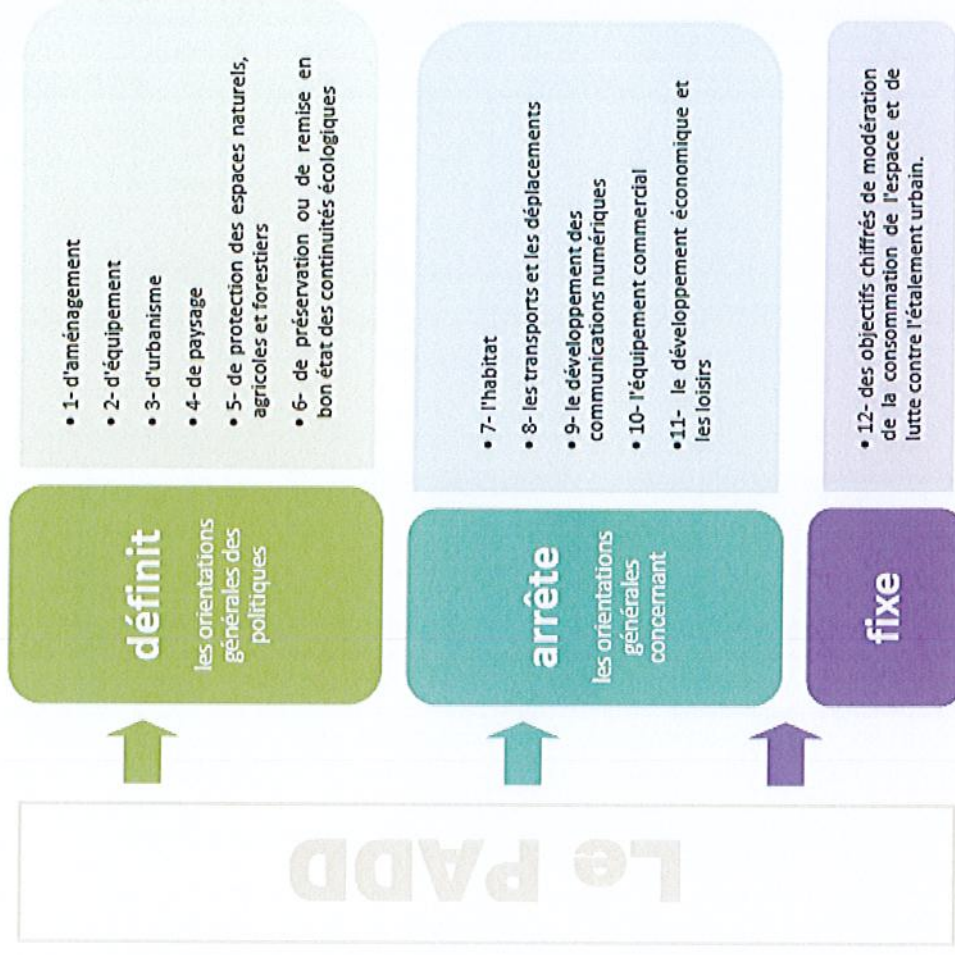 Le PADD
définit
les orientations
générales des
politiques
• 1- d'aménagement
• 2- d'équipement
• 3- d'urbanisme
• 4- de paysage
• 5- de protection des espaces naturels,
agricoles et forestiers
• 6- de préservation ou de remise en
bon état des continuités écologiques
arrête
les orientations
générales
concernant
• 7- l'habitat
• 8- les transports et les déplacements
• 9- le développement des
communications numériques
• 10- l'équipement commercial
•11- le développement économique et
les loisirs
fixe
• 12- des objectifs chiffrés de modération
de la consommation de l'espace et de
lutte contre l'étalement urbain.